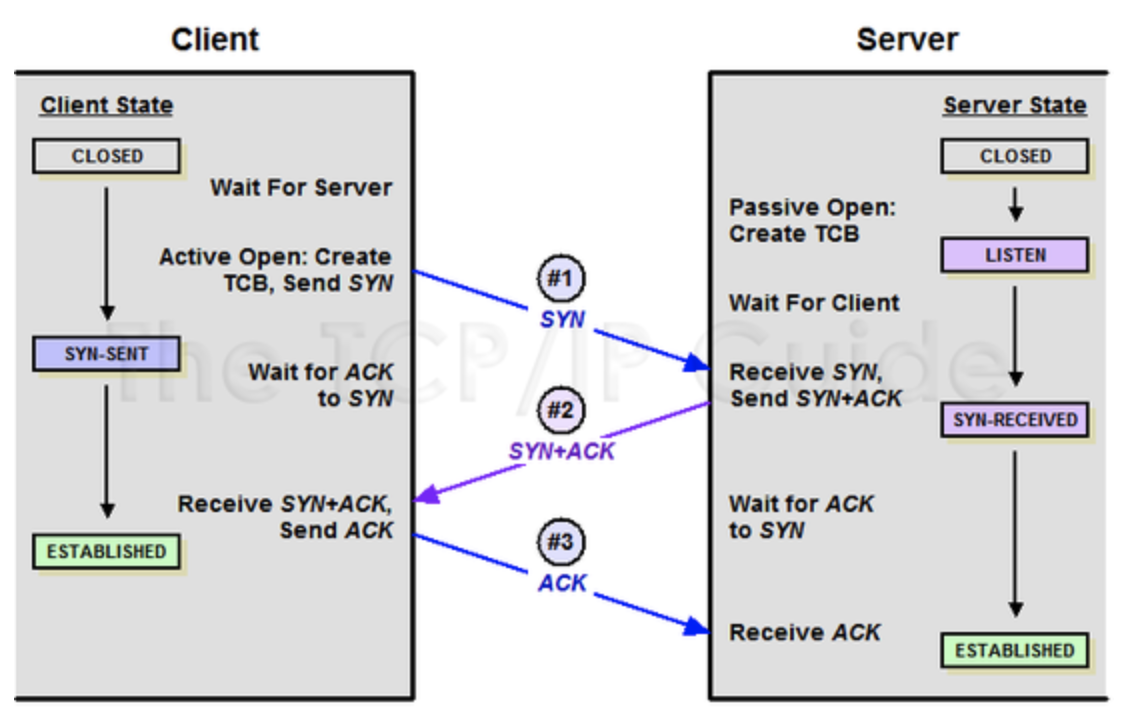 Client
Server
Client State
CLOSED
Wait For Server
Active Open: Create
TCB, Send SYN
SYN-SENT
Wait for ACK
to SYN
Receive SYN+ACK,
Send ACK
ESTABLISHED
#1
SYN
#2
SYN+ACK
#3
ACK
Server State
CLOSED
Passive Open:
Create TCB
LISTEN
Wait For Client
Receive SYN,
Send SYN+ACK
SYN-RECEIVED
Wait for ACK
to SYN
Receive ACK
ESTABLISHED
The TCP/IP Guide